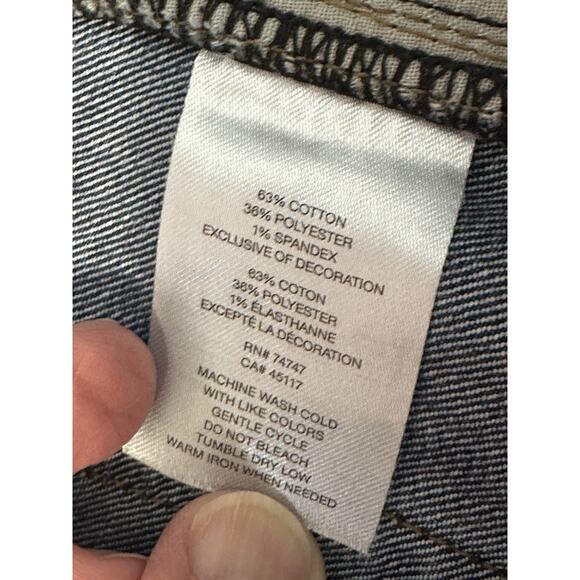 63% COTTON
36% POLYESTER
1% SPANDEX
EXCLUSIVE OF DECORATION
63% COTON
36% POLYESTER
1% ÉLASTHANNE
EXCEPTÉ LA DÉCORATION
RN# 74747
CA# 45117
MACHINE WASH COLD
WITH LIKE COLORS
GENTLE CYCLE
DO NOT BLEACH
TUMBLE DRY LOW
WARM IRON WHEN NEEDED